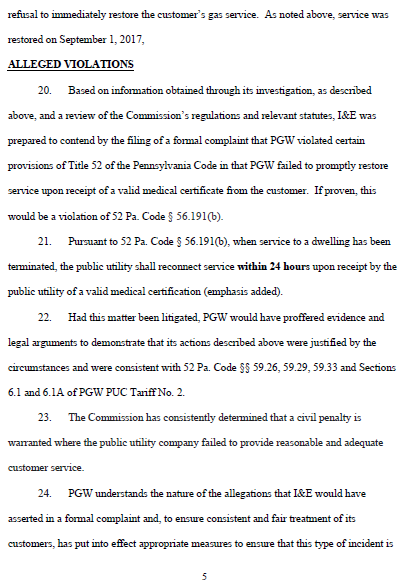 refusal to immediately restore the customer's gas service. As noted above, service was
restored on September 1, 2017,
ALLEGED VIOLATIONS
20. Based on information obtained through its investigation, as described
above, and a review of the Commission's regulations and relevant statutes, I&E was
prepared to contend by the filing of a formal complaint that PGW violated certain
provisions of Title 52 of the Pennsylvania Code in that PGW failed to promptly restore
service upon receipt of a valid medical certificate from the customer. If proven, this
would be a violation of 52 Pa. Code § 56.191(b).
21. Pursuant to 52 Pa. Code § 56.191(b), when service to a dwelling has been
terminated, the public utility shall reconnect service within 24 hours upon receipt by the
public utility of a valid medical certification (emphasis added).
22. Had this matter been litigated, PGW would have proffered evidence and
legal arguments to demonstrate that its actions described above were justified by the
circumstances and were consistent with 52 Pa. Code §§ 59.26, 59.29, 59.33 and Sections
6.1 and 6.1A of PGW PUC Tariff No. 2.
23. The Commission has consistently determined that a civil penalty is
warranted where the public utility company failed to provide reasonable and adequate
customer service.
24. PGW understands the nature of the allegations that I&E would have
asserted in a formal complaint and, to ensure consistent and fair treatment of its
customers, has put into effect appropriate measures to ensure that this type of incident is
5